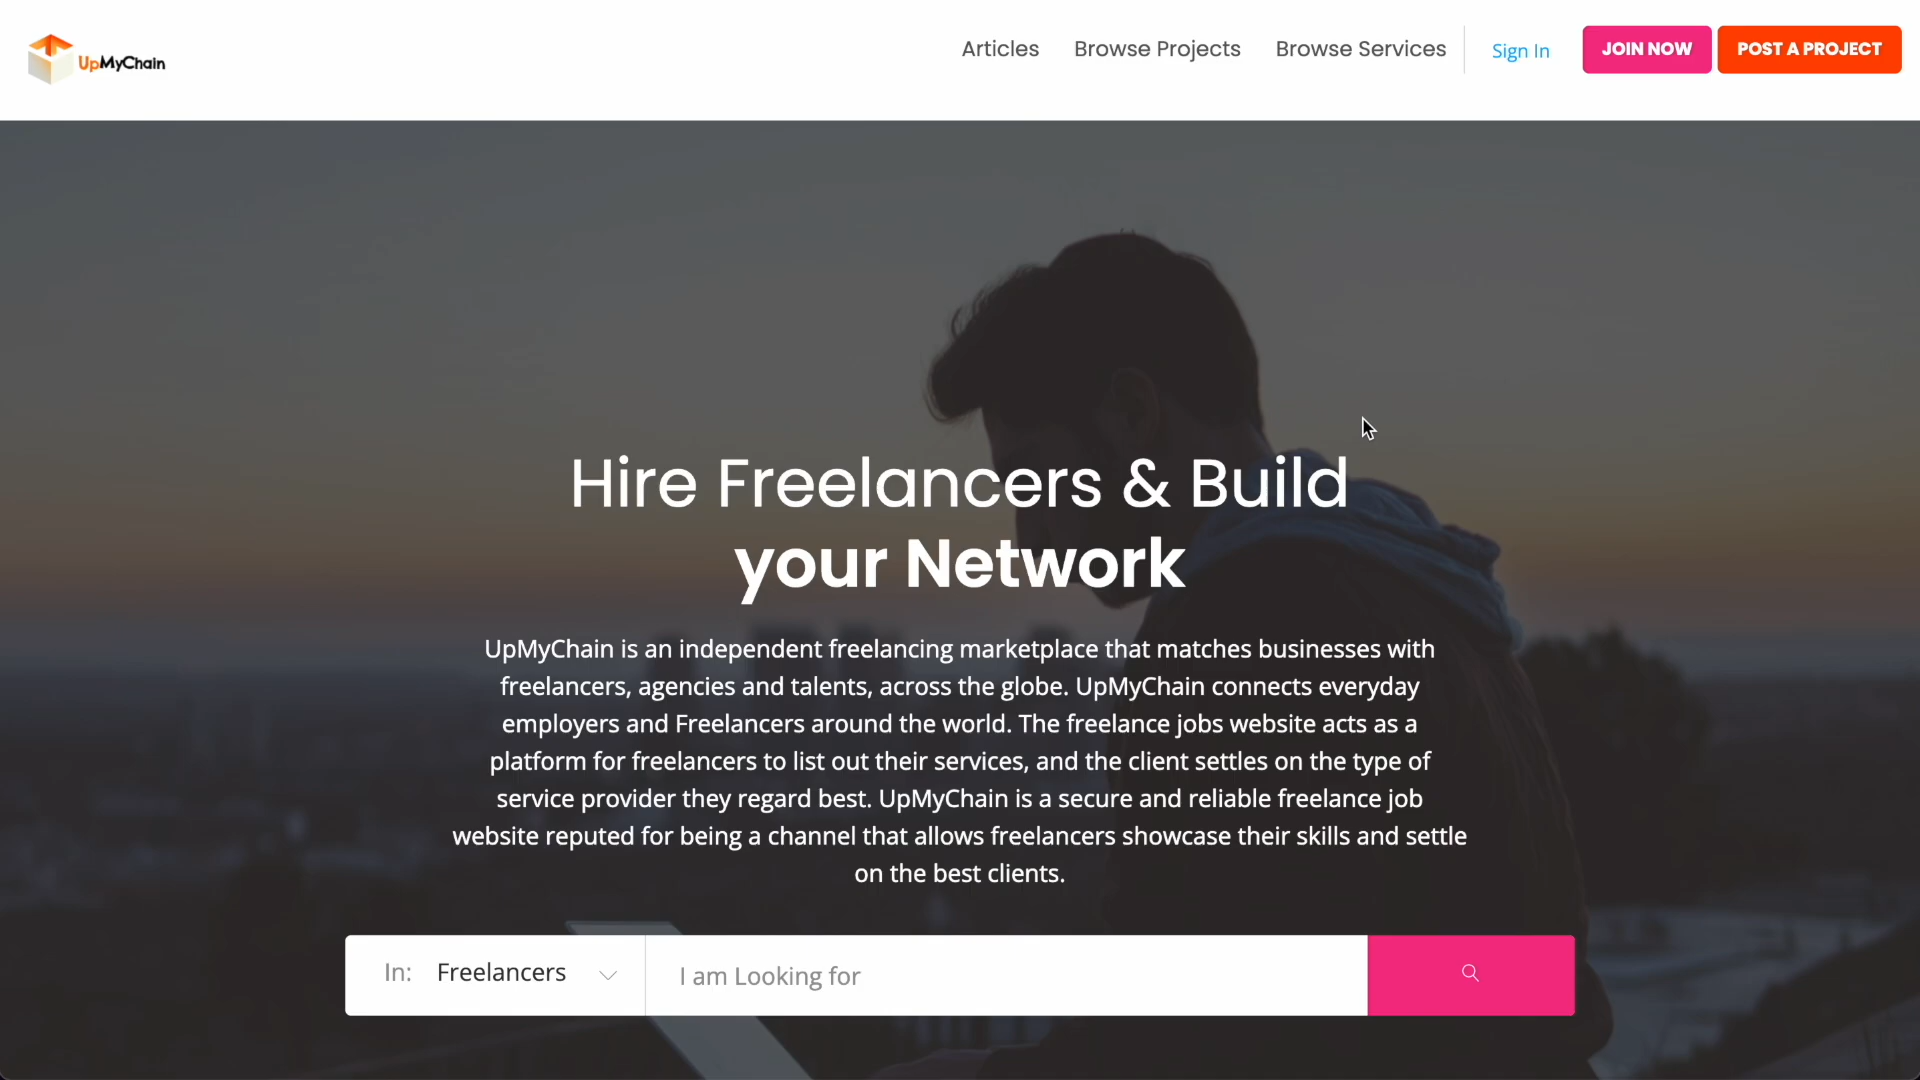 UpMyChain
Articles
Browse Projects
Browse Services
Sign In
JOIN NOW
POST A PROJECT
Hire Freelancers & Build
your Network
UpMyChain is an independent freelancing marketplace that matches businesses with
freelancers, agencies and talents, across the globe. UpMyChain connects everyday
employers and Freelancers around the world. The freelance jobs website acts as a
platform for freelancers to list out their services, and the client settles on the type of
service provider they regard best. UpMyChain is a secure and reliable freelance job
website reputed for being a channel that allows freelancers showcase their skills and settle
on the best clients.
In: Freelancers
I am Looking for